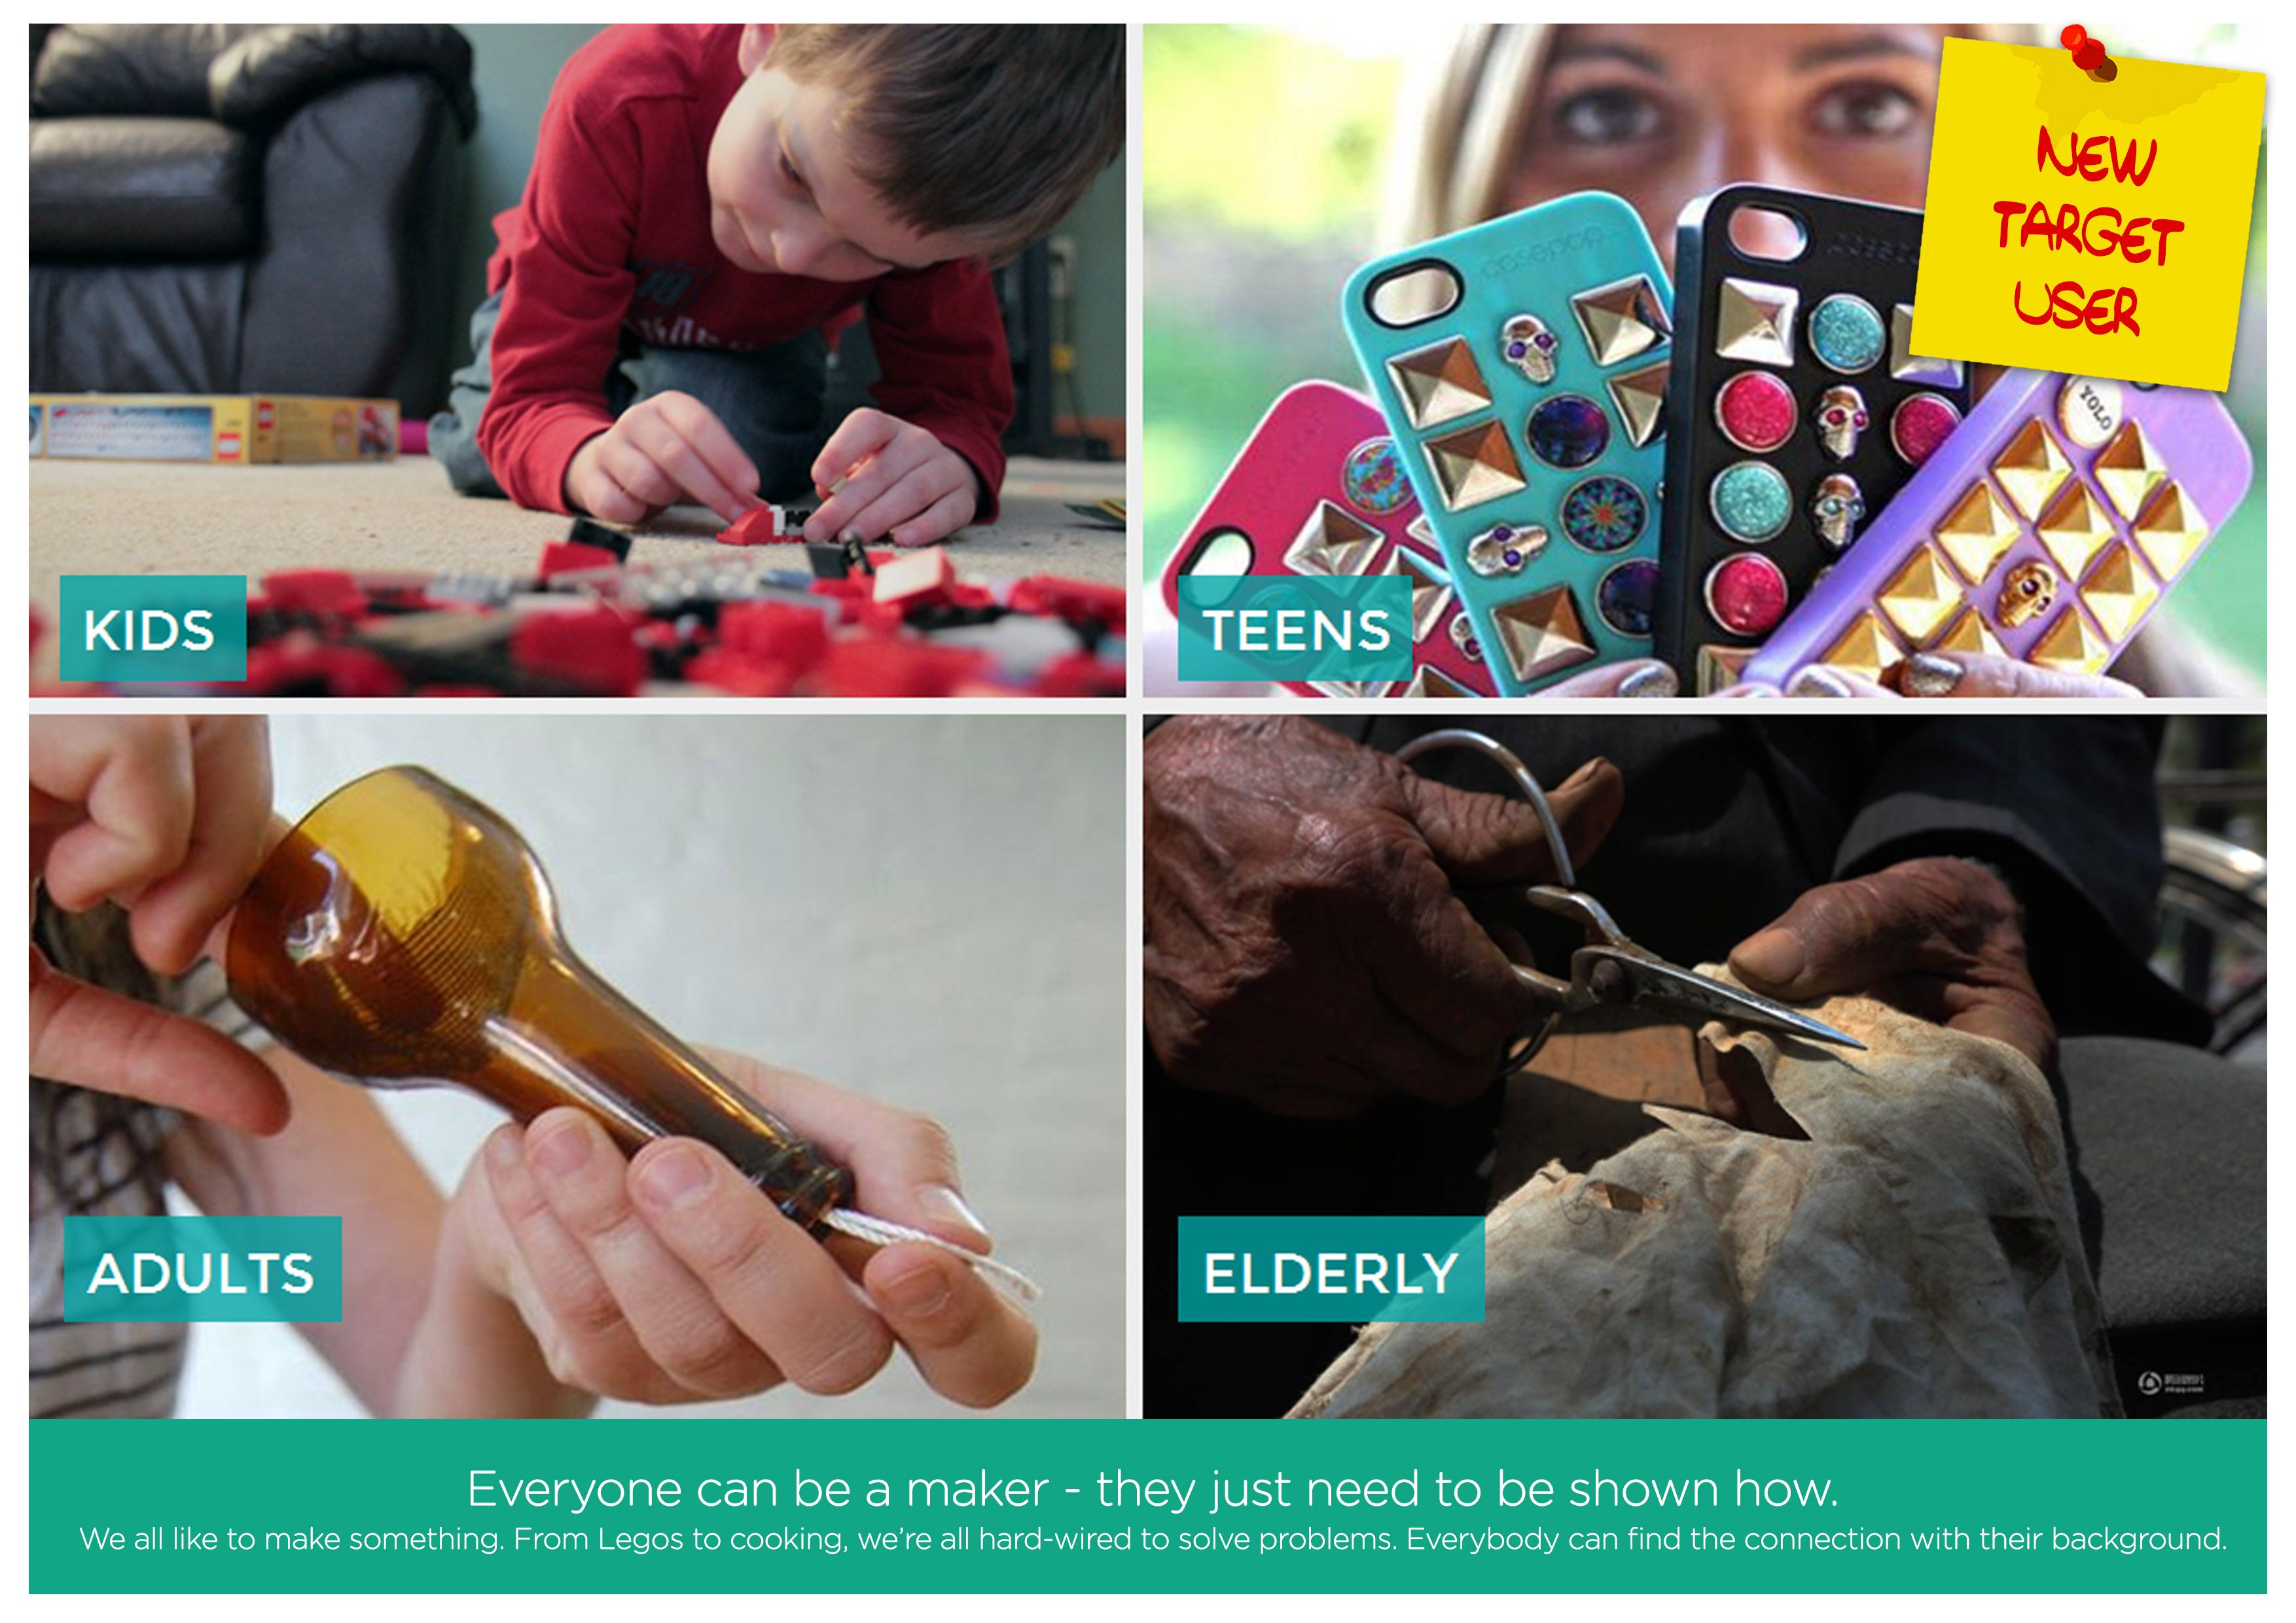 NEW
TARGET
USER
YOLO
KIDS
TEENS
ADULTS
ELDERLY
Everyone can be a maker - they just need to be shown how.
We all like to make something. From Legos to cooking, we're all hard-wired to solve problems. Everybody can find the connection with their background.